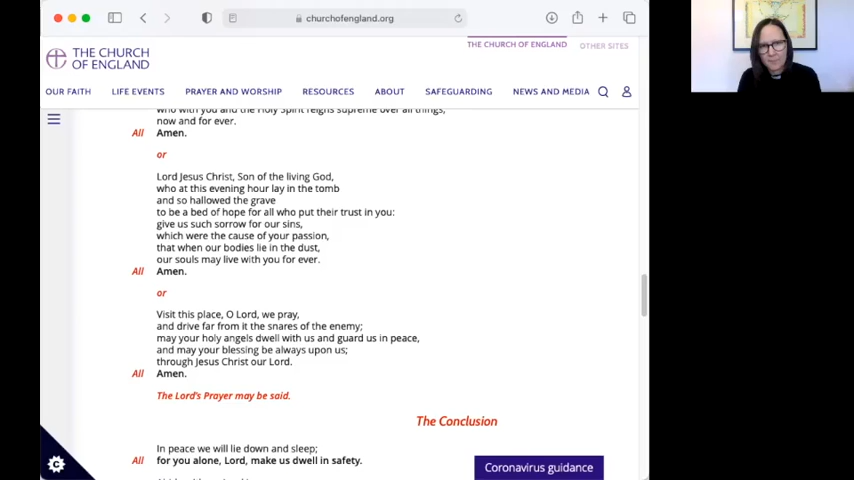 churchofengland.org
THE CHURCH
OF ENGLAND
THE CHURCH OF ENGLAND OTHER SITES
OUR FAITH LIFE EVENTS PRAYER AND WORSHIP RESOURCES ABOUT SAFEGUARDING NEWS AND MEDIA
who with you and the Holy Spirit reigns supreme over all things,
now and for ever.
All Amen.
or
Lord Jesus Christ, Son of the living God,
who at this evening hour lay in the tomb
and so hallowed the grave
to be a bed of hope for all who put their trust in you:
give us such sorrow for our sins,
which were the cause of your passion,
that when our bodies lie in the dust,
our souls may live with you for ever.
All Amen.
or
Visit this place, O Lord, we pray,
and drive far from it the snares of the enemy;
may your holy angels dwell with us and guard us in peace,
and may your blessing be always upon us;
through Jesus Christ our Lord.
All Amen.
The Lord's Prayer may be said.
The Conclusion
In peace we will lie down and sleep;
All for you alone, Lord, make us dwell in safety.
Coronavirus guidance